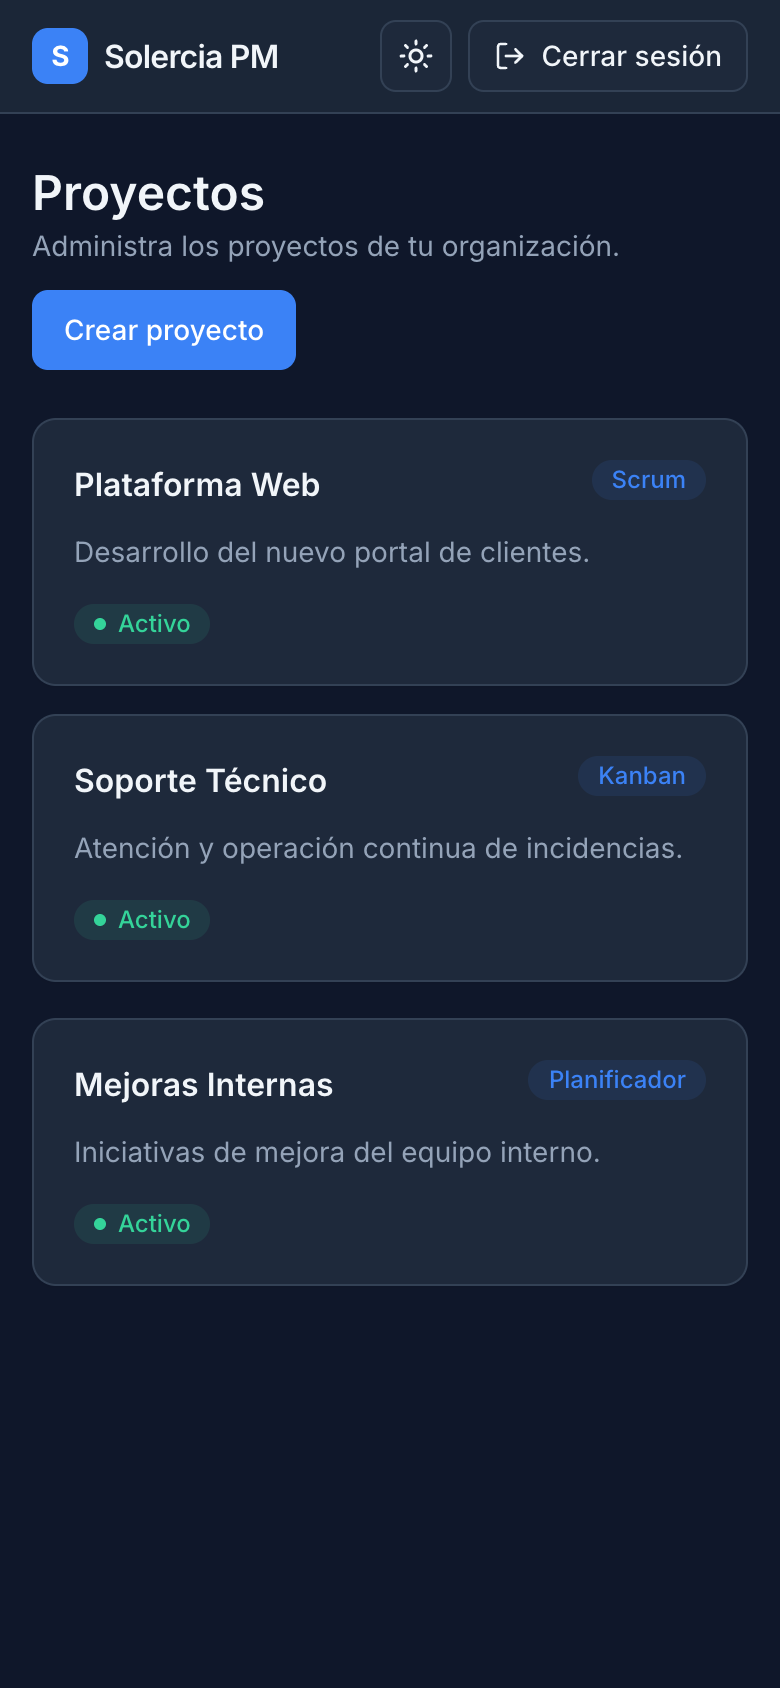 S Solercia PM Cerrar sesión
Proyectos
Administra los proyectos de tu organización.
Crear proyecto
Plataforma Web Scrum
Desarrollo del nuevo portal de clientes.
Activo
Soporte Técnico Kanban
Atención y operación continua de incidencias.
Activo
Mejoras Internas Planificador
Iniciativas de mejora del equipo interno.
Activo